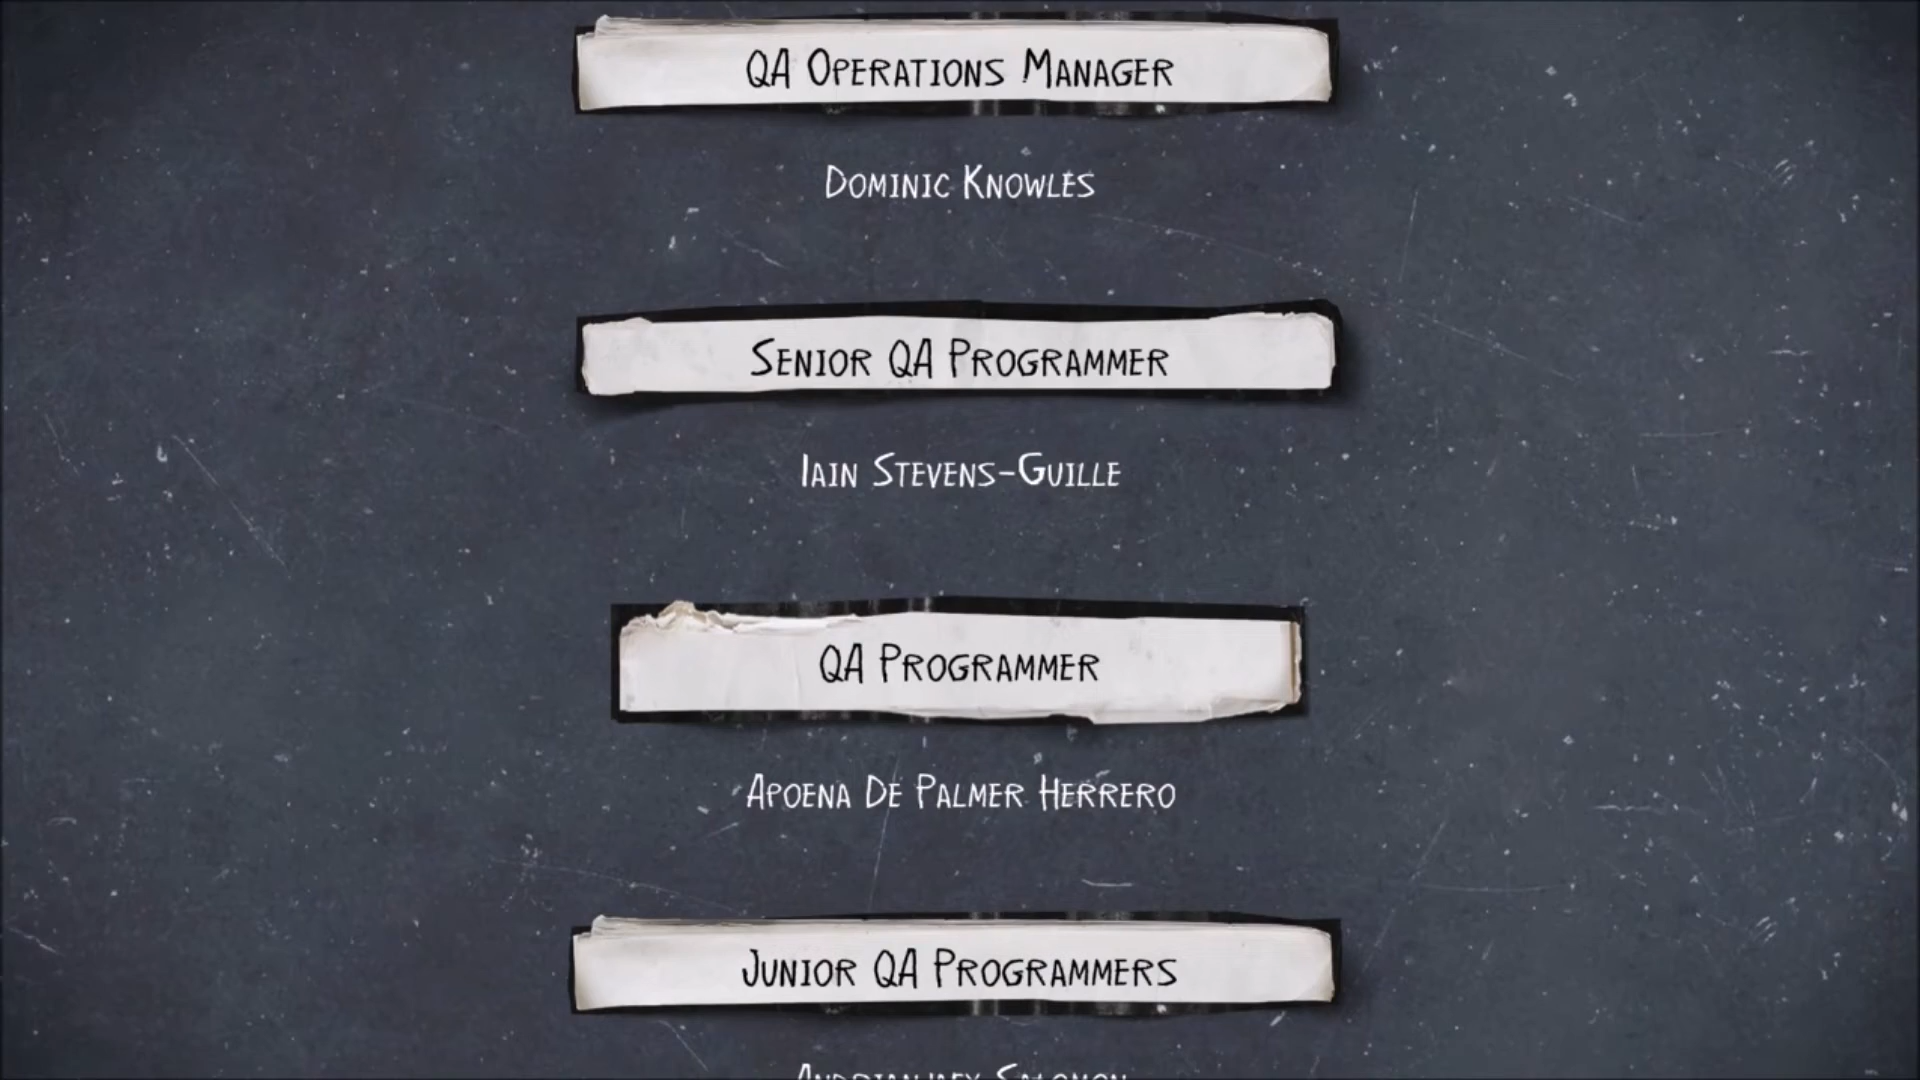 QA Operations Manager
Dominic Knowles
Senior QA Programmer
Iain Stevens-Guille
QA Programmer
Apoena De Palmer Herrero
Junior QA Programmers